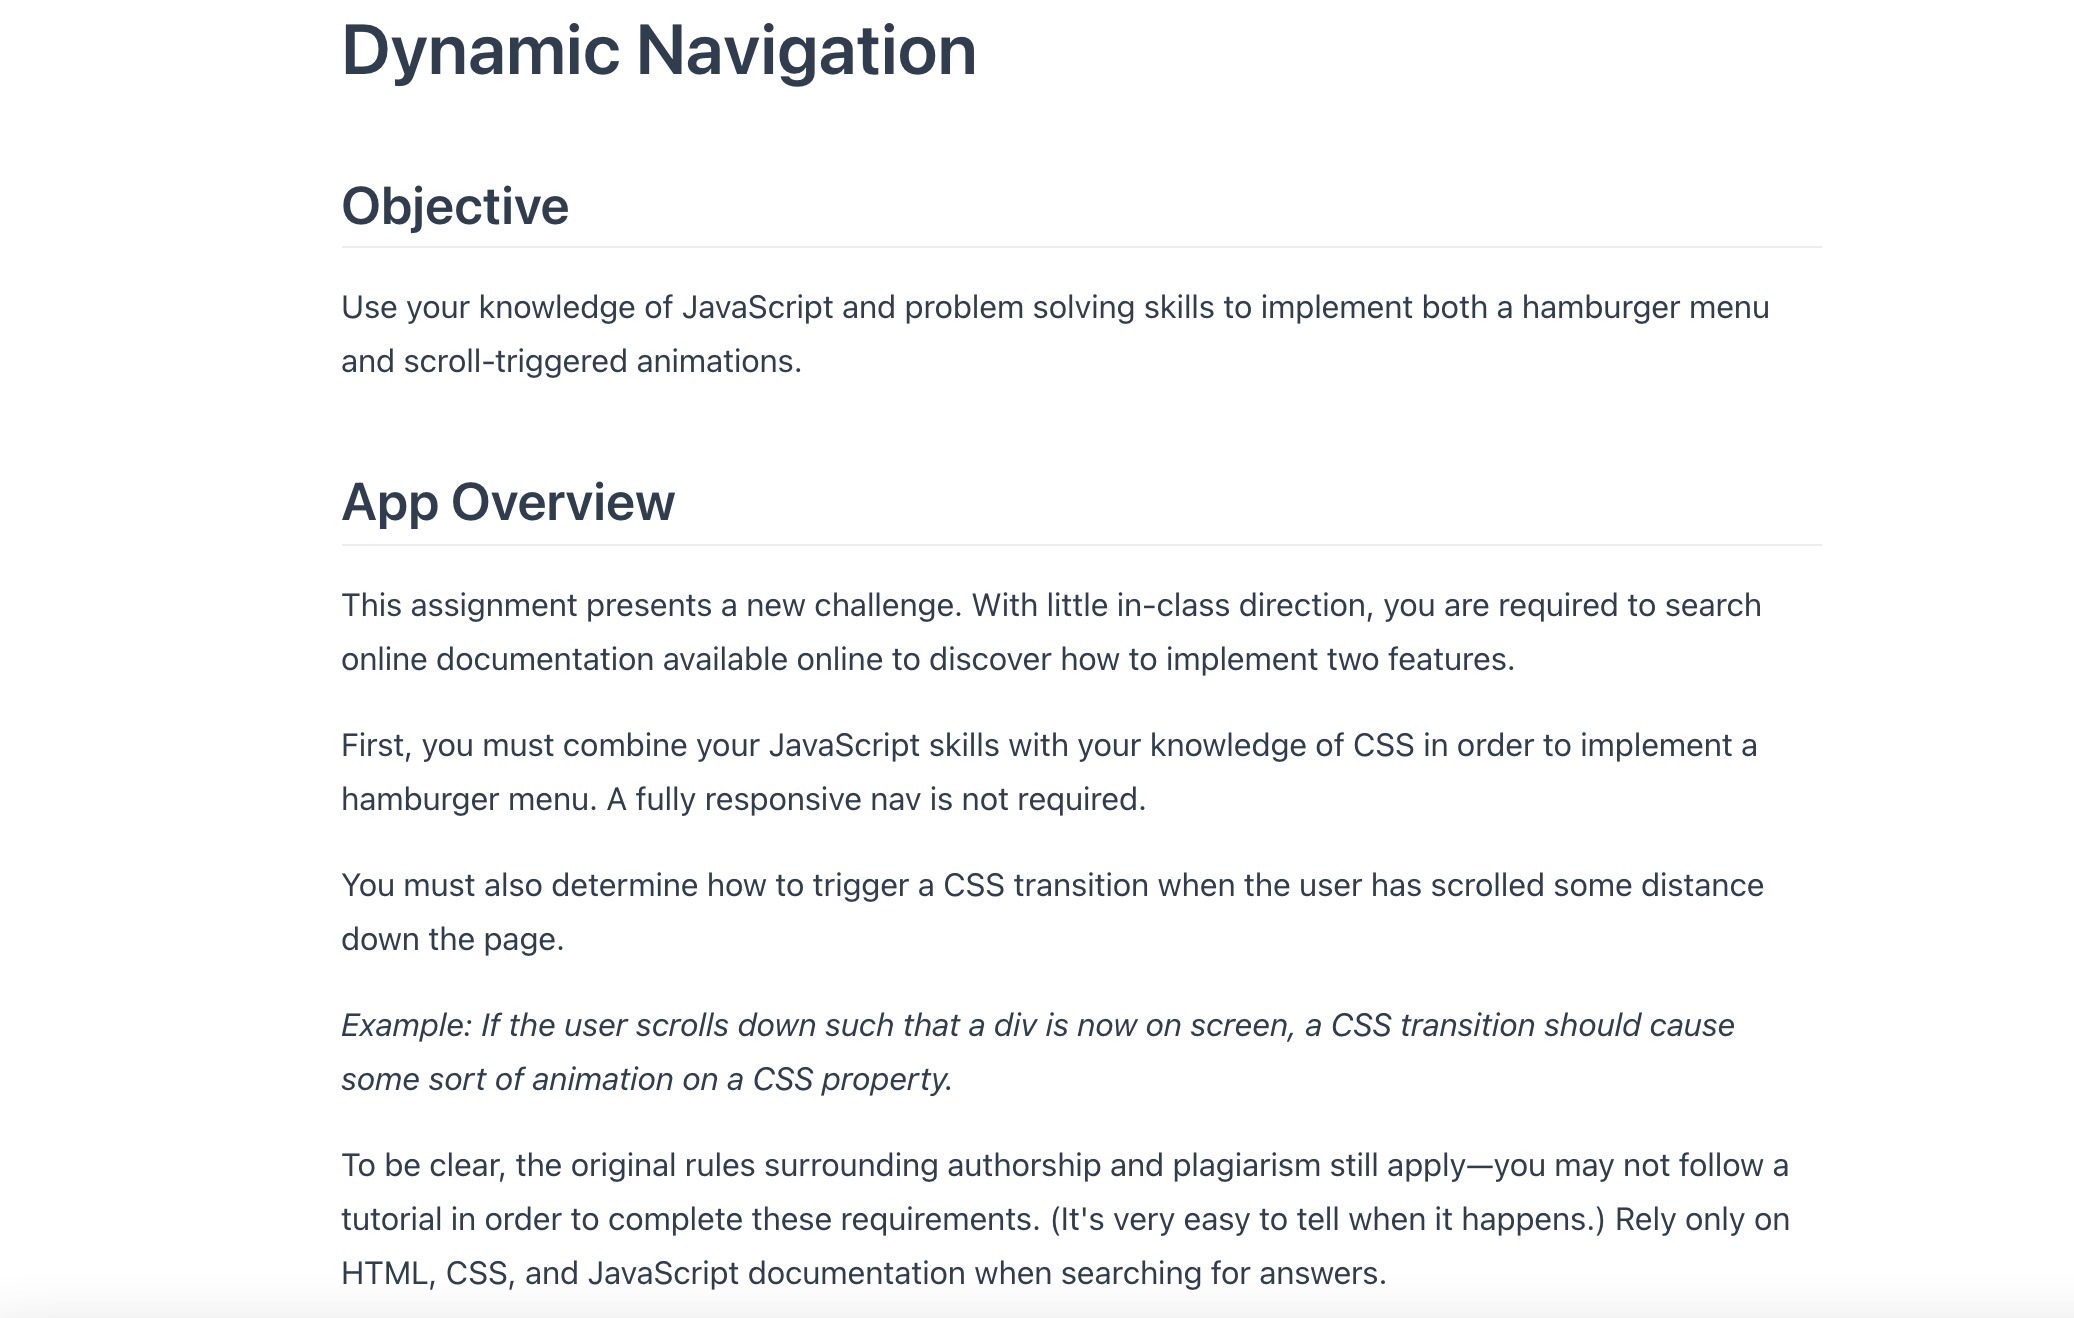 Dynamic Navigation
Objective
Use your knowledge of JavaScript and problem solving skills to implement both a hamburger menu
and scroll-triggered animations.
App Overview
This assignment presents a new challenge. With little in-class direction, you are required to search
online documentation available online to discover how to implement two features.
First, you must combine your JavaScript skills with your knowledge of CSS in order to implement a
hamburger menu. A fully responsive nav is not required.
You must also determine how to trigger a CSS transition when the user has scrolled some distance
down the page.
Example: If the user scrolls down such that a div is now on screen, a CSS transition should cause
some sort of animation on a CSS property.
To be clear, the original rules surrounding authorship and plagiarism still apply—you may not follow a
tutorial in order to complete these requirements. (It's very easy to tell when it happens.) Rely only on
HTML, CSS, and JavaScript documentation when searching for answers.